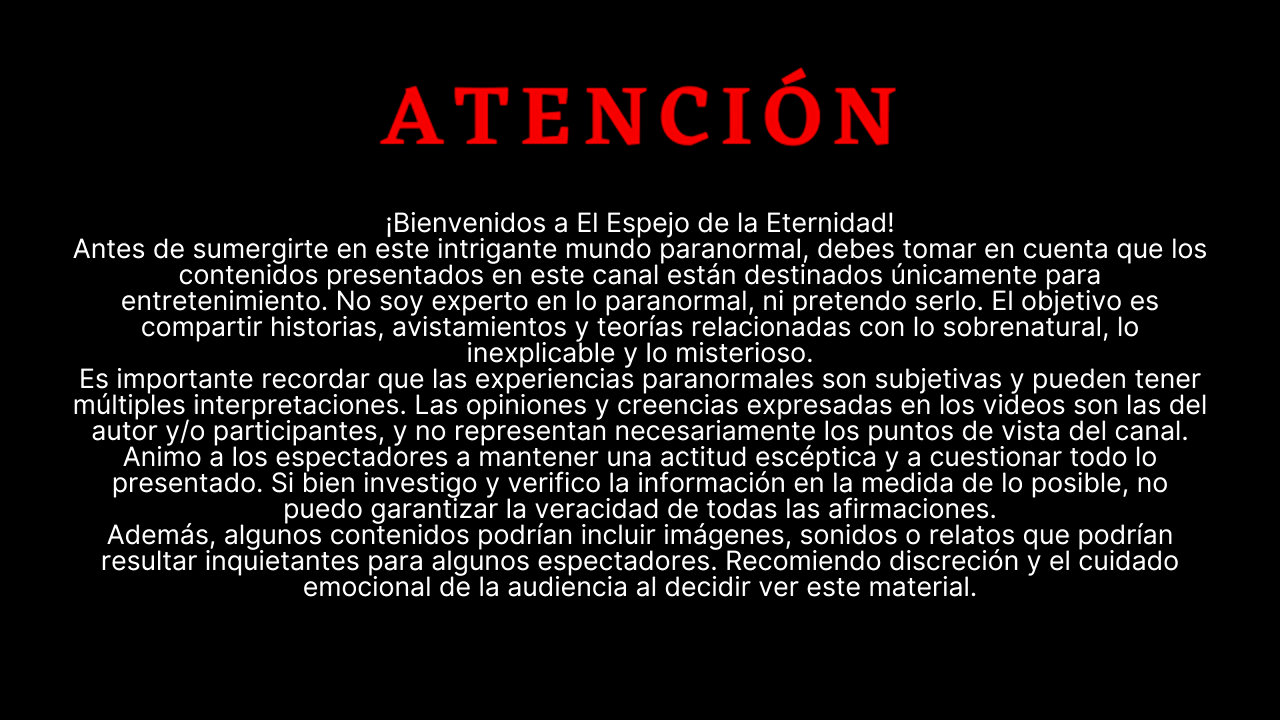 ATENCIÓN
¡Bienvenidos a El Espejo de la Eternidad!
Antes de sumergirte en este intrigante mundo paranormal, debes tomar en cuenta que los
contenidos presentados en este canal están destinados únicamente para
entretenimiento. No soy experto en lo paranormal, ni pretendo serlo. El objetivo es
compartir historias, avistamientos y teorías relacionadas con lo sobrenatural, lo
inexplicable y lo misterioso.
Es importante recordar que las experiencias paranormales son subjetivas y pueden tener
múltiples interpretaciones. Las opiniones y creencias expresadas en los videos son las del
autor y/o participantes, y no representan necesariamente los puntos de vista del canal.
Animo a los espectadores a mantener una actitud escéptica y a cuestionar todo lo
presentado. Si bien investigo y verifico la información en la medida de lo posible, no
puedo garantizar la veracidad de todas las afirmaciones.
Además, algunos contenidos podrían incluir imágenes, sonidos o relatos que podrían
resultar inquietantes para algunos espectadores. Recomiendo discreción y el cuidado
emocional de la audiencia al decidir ver este material.